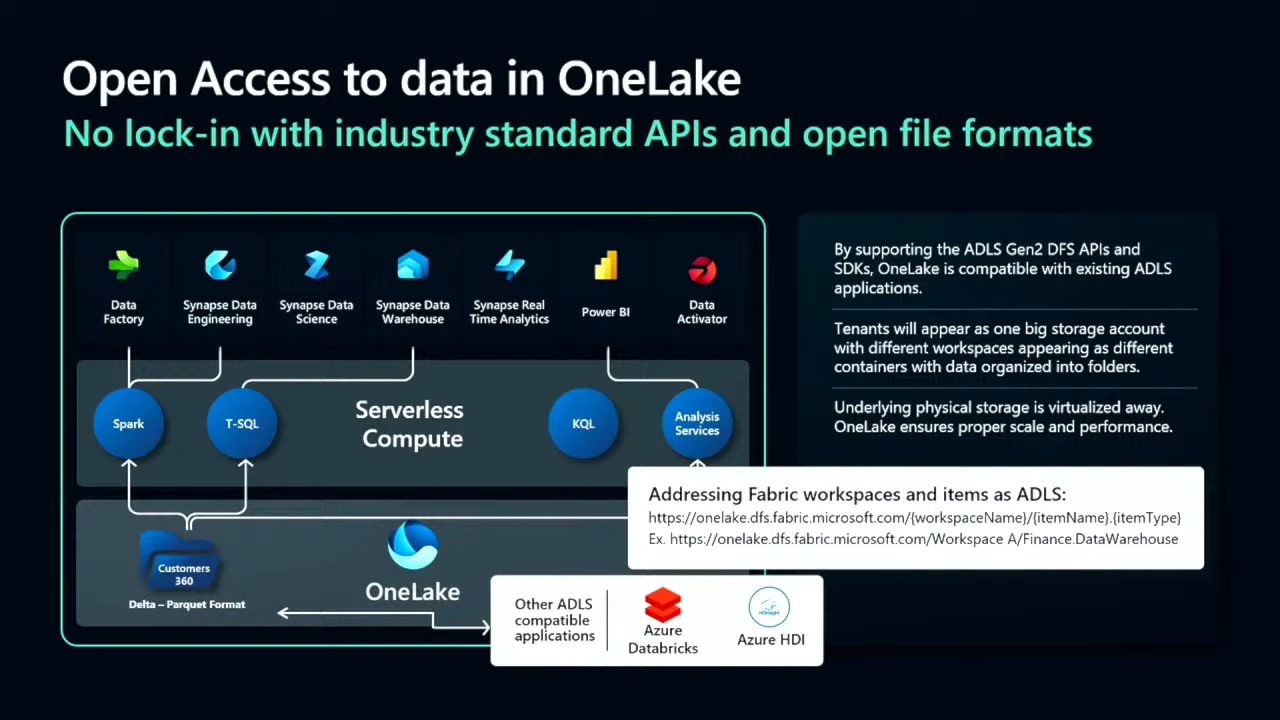 Open Access to data in OneLake
No lock-in with industry standard APIs and open file formats
Data
Factory
Synapse Data
Engineering
Synapse Data
Science
Synapse Data
Warehouse
Synapse Real
Time Analytics
Power BI
Data
Activator
Spark
T-SQL
Serverless
Compute
KQL
Analysis
Services
Customers
360
Delta – Parquet Format
OneLake
Other ADLS
compatible
applications
Azure
Databricks
HDInsight
Azure HDI
By supporting the ADLS Gen2 DFS APIs and
SDKs, OneLake is compatible with existing ADLS
applications.
Tenants will appear as one big storage account
with different workspaces appearing as different
containers with data organized into folders.
Underlying physical storage is virtualized away.
OneLake ensures proper scale and performance.
Addressing Fabric workspaces and items as ADLS:
https://onelake.dfs.fabric.microsoft.com/{workspaceName}/{itemName}.{itemType}
Ex. https://onelake.dfs.fabric.microsoft.com/Workspace A/Finance.DataWarehouse